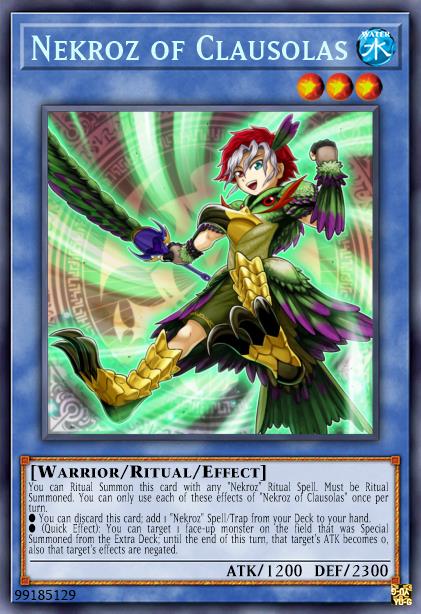 Nekroz of Clausolas
WATER
水
[Warrior/Ritual/Effect]
You can Ritual Summon this card with any "Nekroz" Ritual Spell. Must be Ritual
Summoned. You can only use each of these effects of "Nekroz of Clausolas" once per
turn.
● You can discard this card; add 1 "Nekroz" Spell/Trap from your Deck to your hand.
● (Quick Effect): You can target 1 face-up monster on the field that was Special
Summoned from the Extra Deck; until the end of this turn, that target's ATK becomes 0,
also that target's effects are negated.
ATK/1200 DEF/2300
99185129